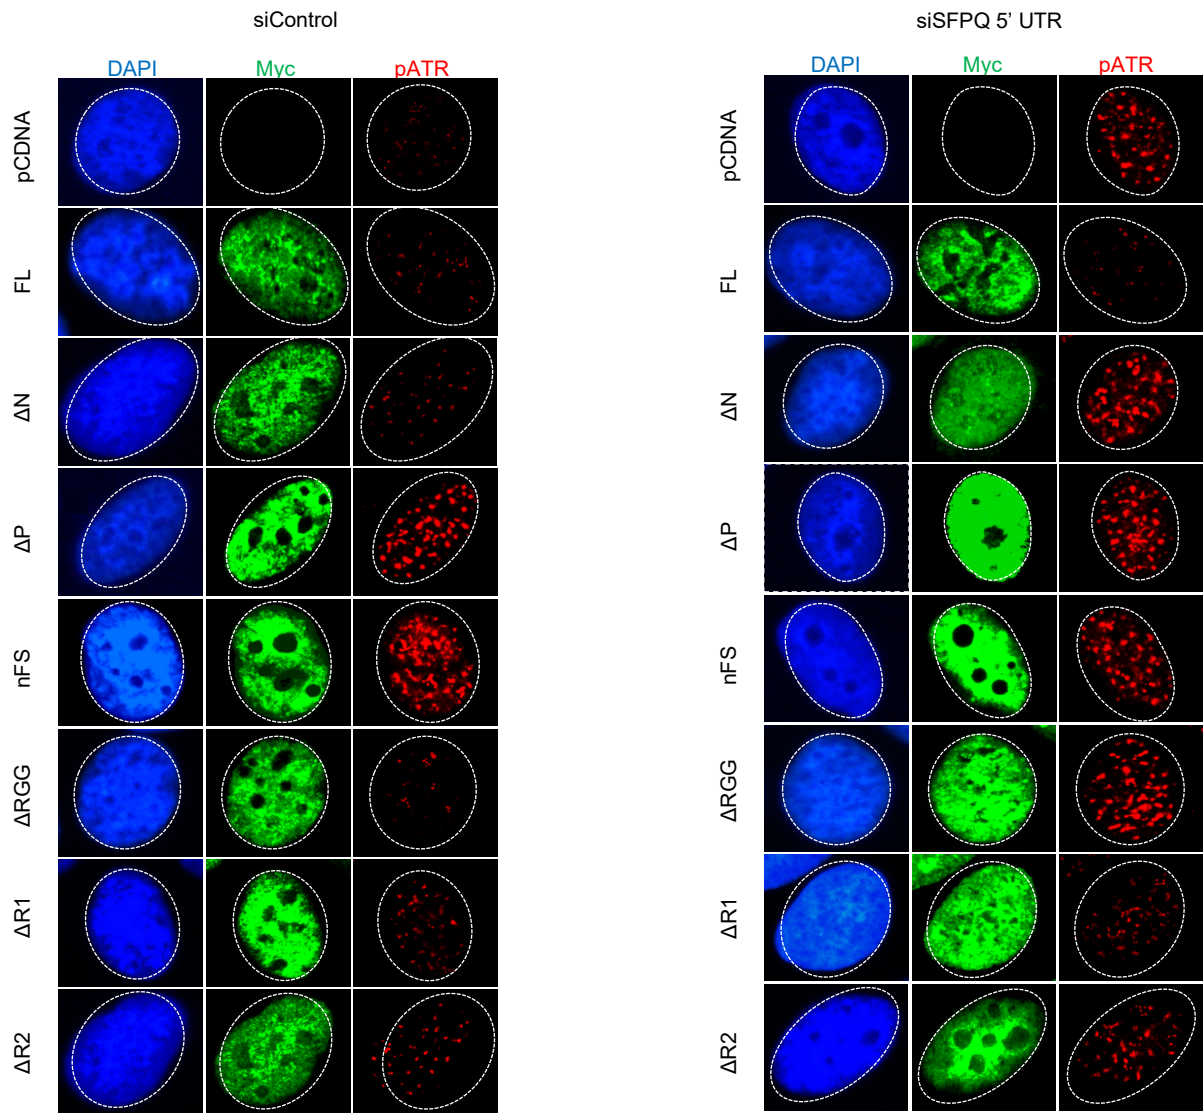 siControl
siSFPQ 5' UTR
DAPI Myc pATR
DAPI Myc pATR
pCDNA
pCDNA
FL
FL
ΔN
ΔN
ΔP
ΔP
nFS
nFS
ΔRGG
ΔRGG
ΔR1
ΔR1
ΔR2
ΔR2